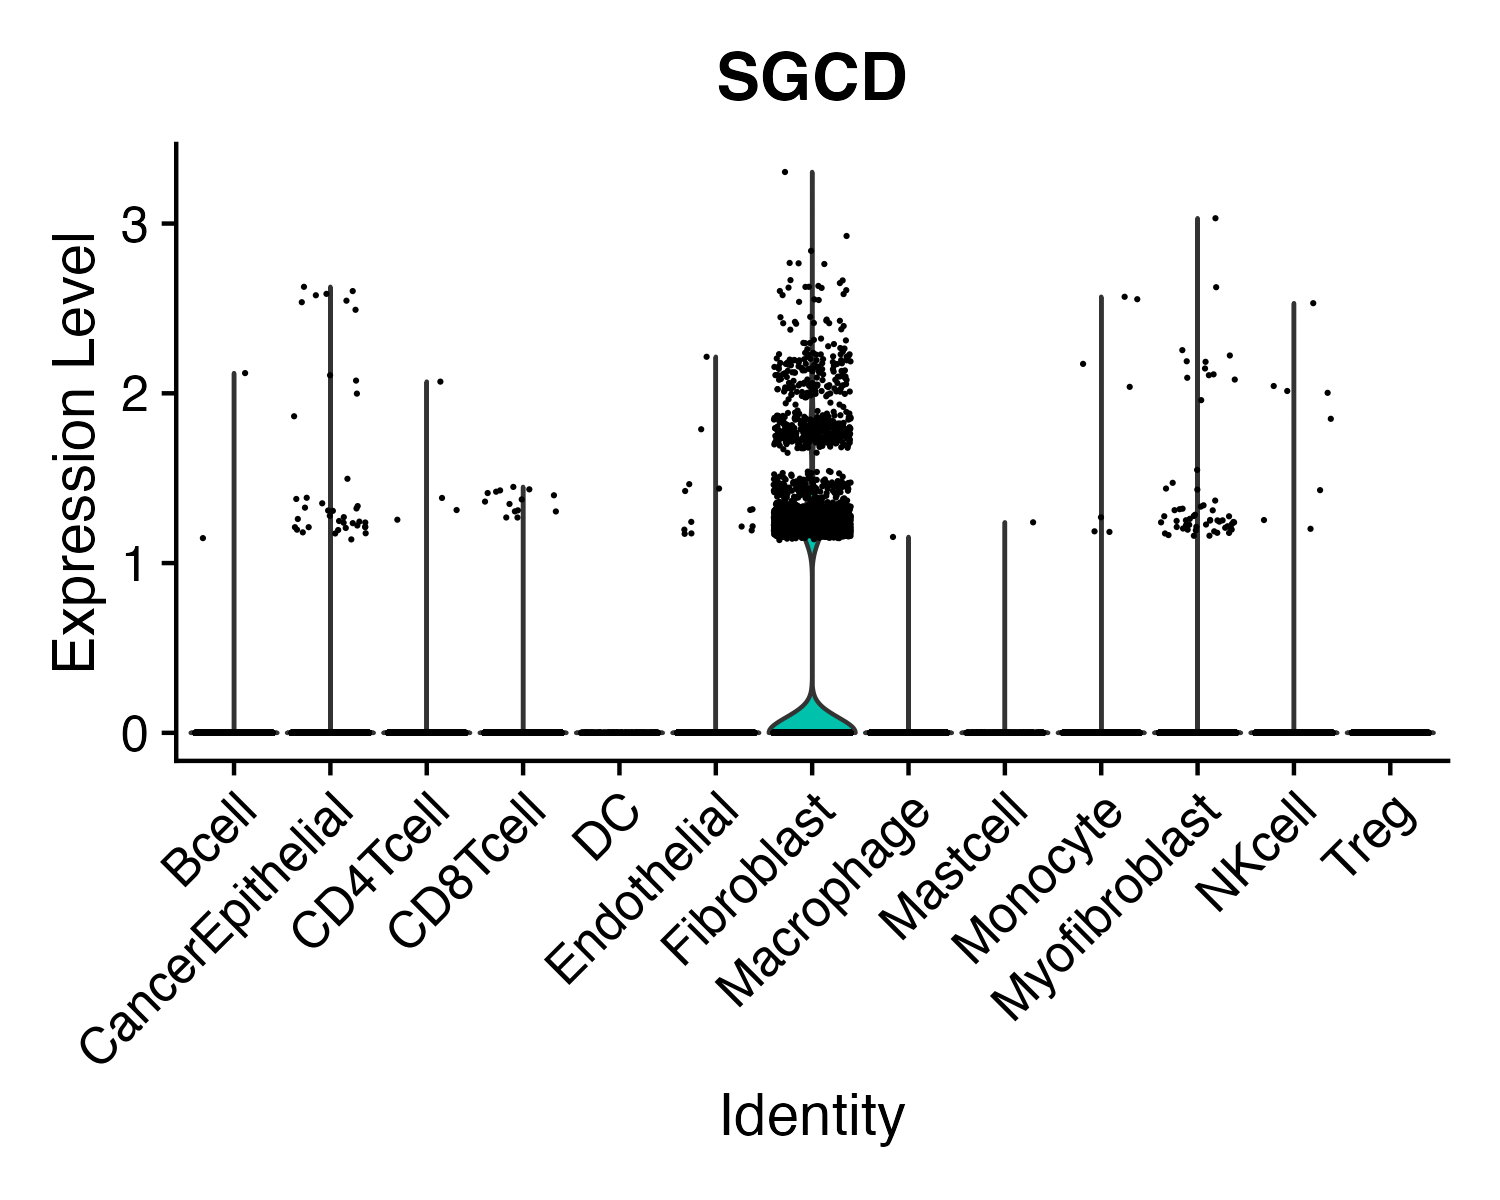 SGCD
Expression Level
3
2
1
0
Bcell
CancerEpithelial
CD4Tcell
CD8Tcell
DC
Endothelial
Fibroblast
Macrophage
Mastcell
Monocyte
Myofibroblast
NKcell
Treg
Identity